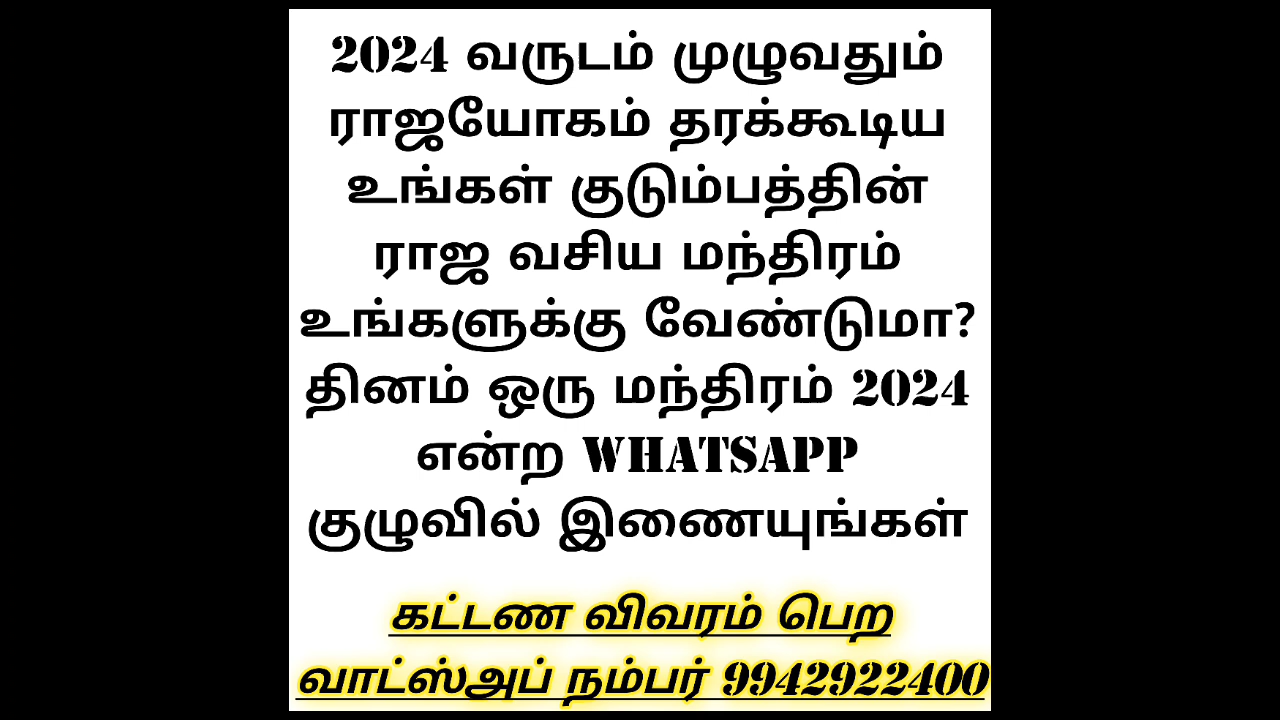 2024 வருடம் முழுவதும்
ராஜயோகம் தரக்கூடிய
உங்கள் குடும்பத்தின்
ராஜ வசிய மந்திரம்
உங்களுக்கு வேண்டுமா?
தினம் ஒரு மந்திரம் 2024
என்ற WHATSAPP
குழுவில் இணையுங்கள்
கட்டண விவரம் பெற
வாட்ஸ்அப் நம்பர் 9942922400